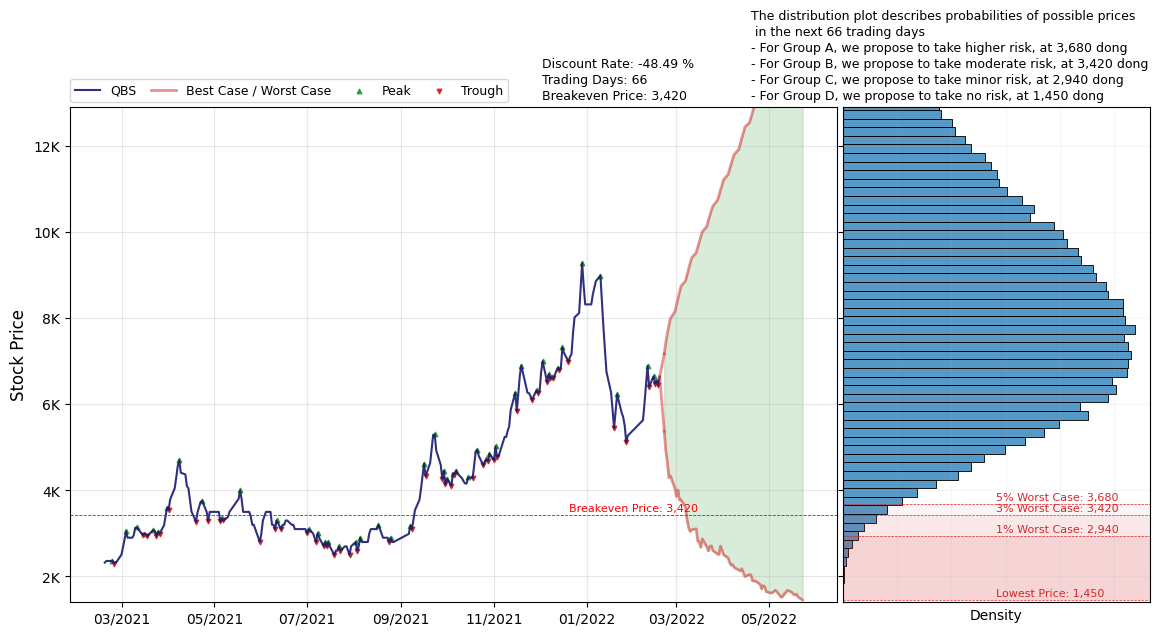 The distribution plot describes probabilities of possible prices
in the next 66 trading days
- For Group A, we propose to take higher risk, at 3,680 dong
- For Group B, we propose to take moderate risk, at 3,420 dong
- For Group C, we propose to take minor risk, at 2,940 dong
- For Group D, we propose to take no risk, at 1,450 dong
Discount Rate: -48.49 %
Trading Days: 66
Breakeven Price: 3,420
QBS Best Case / Worst Case Peak Trough
Stock Price
12K
10K
8K
6K
4K
2K
Breakeven Price: 3,420
03/2021 05/2021 07/2021 09/2021 11/2021 01/2022 03/2022 05/2022
5% Worst Case: 3,680
3% Worst Case: 3,420
1% Worst Case: 2,940
Lowest Price: 1,450
Density